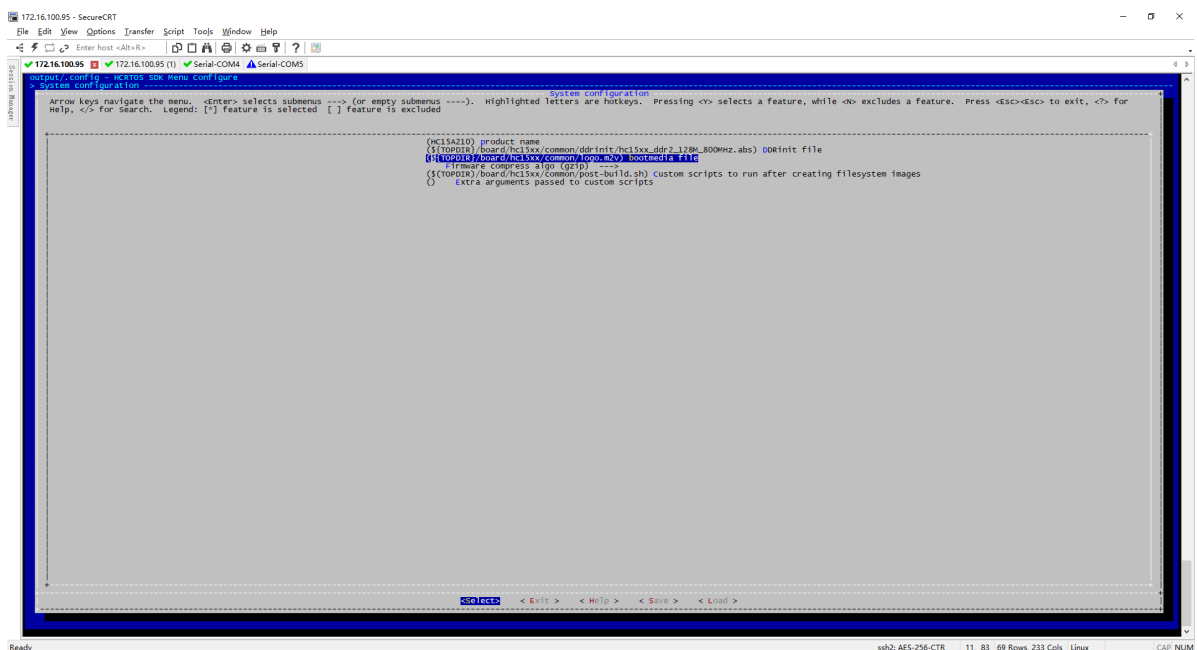 172.16.100.95 - SecureCRT
File Edit View Options Transfer Script Tools Window Help
Enter host <Alt+R>
172.16.100.95 172.16.100.95 (1) Serial-COM4 Serial-COM5
Session Manager
output/.config - HCRTOS SDK Menu Configure
> System configuration
System configuration
Arrow keys navigate the menu. <Enter> selects submenus ---> (or empty submenus ----). Highlighted letters are hotkeys. Pressing <Y> selects a feature, while <N> excludes a feature. Press <Esc><Esc> to exit, <?> for
Help, </> for Search. Legend: [*] feature is selected [ ] feature is excluded
(HC15A210) product name
(${TOPDIR}/board/hc15xx/common/ddrinit/hc15xx_ddr2_128M_800MHz.abs) DDRinit file
(${TOPDIR}/board/hc15xx/common/logo.m2v) bootmedia file
Firmware compress algo (gzip) --->
($(TOPDIR)/board/hc15xx/common/post-build.sh) Custom scripts to run after creating filesystem images
() Extra arguments passed to custom scripts
<Select> < Exit > < Help > < Save > < Load >
Ready ssh2: AES-256-CTR 11, 83 69 Rows, 233 Cols Linux CAP NUM